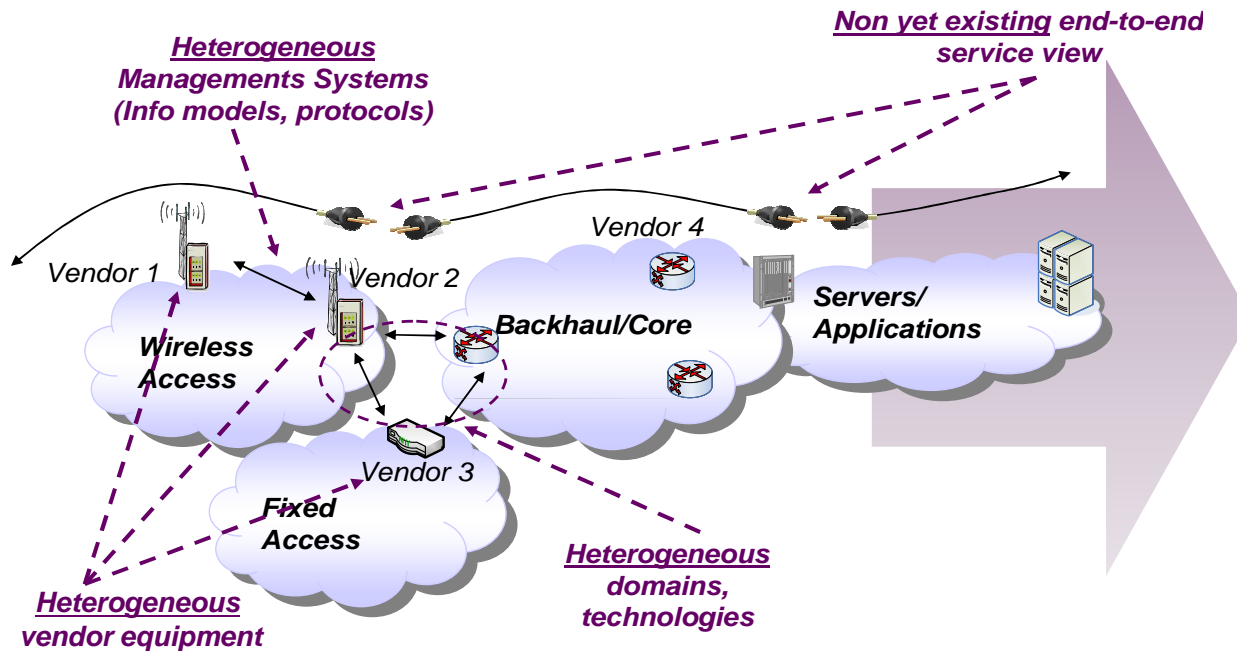 Non yet existing end-to-end
service view
Heterogeneous
Managements Systems
(Info models, protocols)
Vendor 4
Vendor 1
Vendor 2
Servers/
Applications
Backhaul/Core
Wireless
Access
Vendor 3
Fixed
Access
Heterogeneous
domains,
technologies
Heterogeneous
vendor equipment